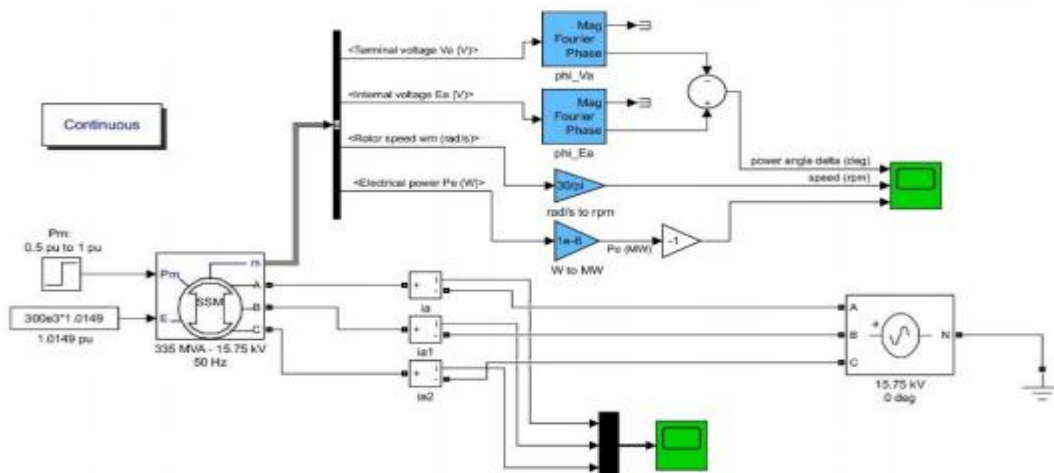 Continuous
<Terminal voltage Va (V)>
Mag
Fourier
Phase
phi_Va
<Internal voltage Ea (V)>
Mag
Fourier
Phase
phi_Ea
−
+
<Rotor speed wm (rad/s)>
30/pi
rad/s to rpm
<Electrical power Pe (W)>
1e-6
W to MW
Pe (MW)
-1
power angle delta (deg)
speed (rpm)
Pm:
0.5 pu to 1 pu
300e3*1.0149
1.0149 pu
Pm
E
m
A
B
C
SSM
335 MVA - 15.75 kV
50 Hz
+
i
-
ia
+
i
-
ia1
+
i
-
ia2
A
B
C
+
N
15.75 kV
0 deg